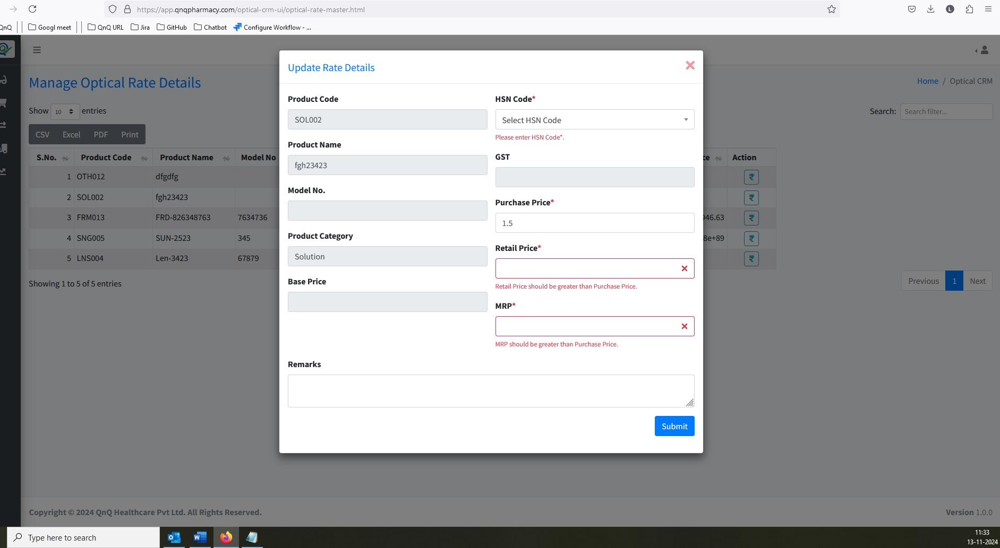 https://app.qnqpharmacy.com/optical-crm-ui/optical-rate-master.html
QnQ Googl meet QnQ URL Jira GitHub Chatbot Configure Workflow - ...
Manage Optical Rate Details
Home / Optical CRM
Show 10 entries
Search: Search filter...
CSV Excel PDF Print
S.No. Product Code Product Name Model No ce Action
1 OTH012 dfgdfg
2 SOL002 fgh23423
3 FRM013 FRD-826348763 7634736 946.63
4 SNG005 SUN-2523 345 8e+89
5 LNS004 Len-3423 67879
Showing 1 to 5 of 5 entries
Previous 1 Next
Update Rate Details
Product Code
SOL002
Product Name
fgh23423
Model No.
Product Category
Solution
Base Price
HSN Code*
Select HSN Code
Please enter HSN Code*.
GST
Purchase Price*
1.5
Retail Price*
Retail Price should be greater than Purchase Price.
MRP*
MRP should be greater than Purchase Price.
Remarks
Submit
Copyright © 2024 QnQ Healthcare Pvt Ltd. All Rights Reserved.
Version 1.0.0
Type here to search
11:33
13-11-2024